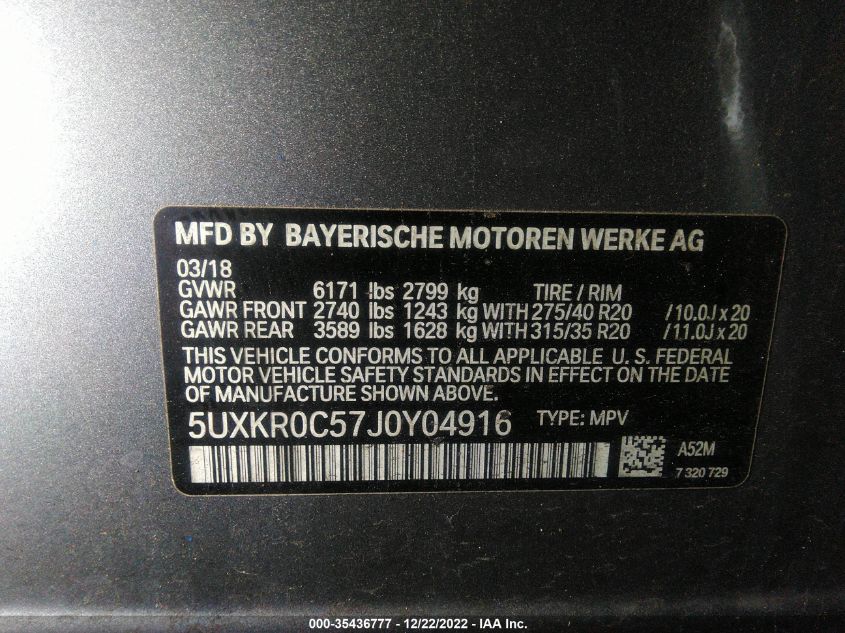 MFD BY BAYERISCHE MOTOREN WERKE AG
03/18
GVWR 6171 lbs 2799 kg TIRE / RIM
GAWR FRONT 2740 lbs 1243 kg WITH 275/40 R20 /10.0J x 20
GAWR REAR 3589 lbs 1628 kg WITH 315/35 R20 /11.0J x 20
THIS VEHICLE CONFORMS TO ALL APPLICABLE U. S. FEDERAL
MOTOR VEHICLE SAFETY STANDARDS IN EFFECT ON THE DATE
OF MANUFACTURE SHOWN ABOVE.
5UXKR0C57J0Y04916 TYPE: MPV
A52M
7 320 729
000-35436777 - 12/22/2022 - IAA Inc.